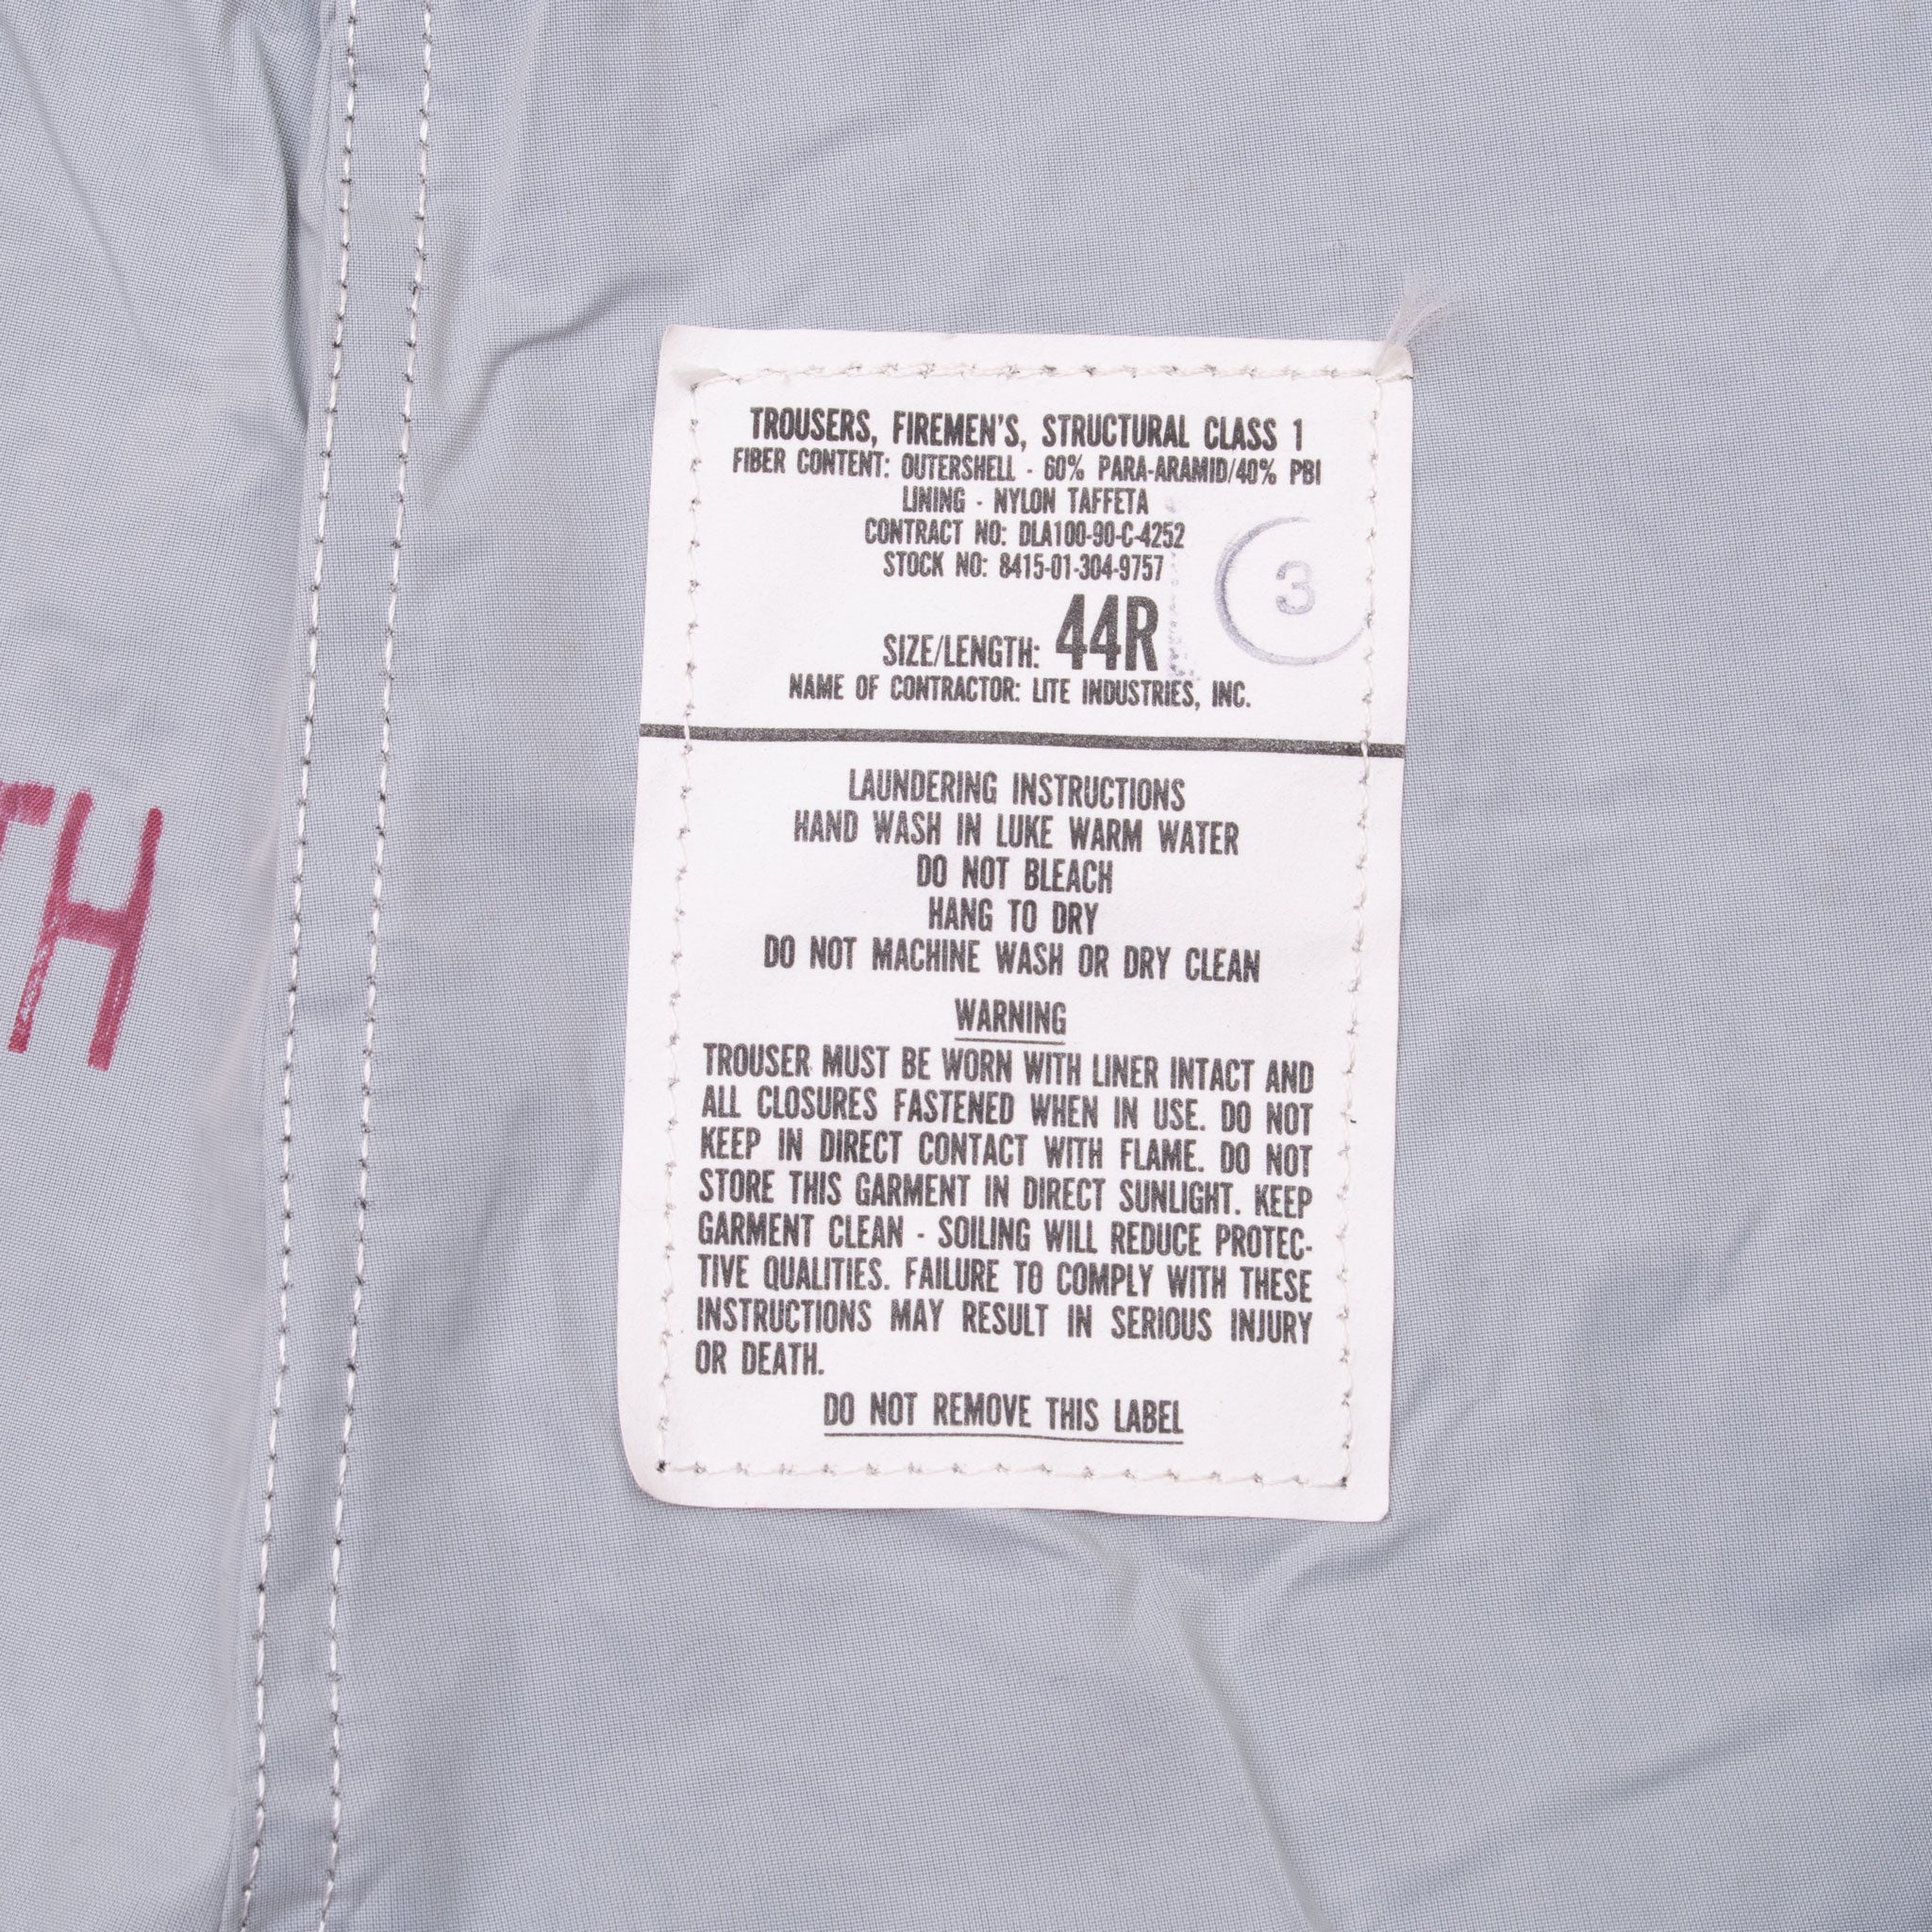 TROUSERS, FIREMEN'S, STRUCTURAL CLASS 1
FIBER CONTENT: OUTERSHELL - 60% PARA-ARAMID/40% PBI
LINING - NYLON TAFFETA
CONTRACT NO: DLA100-90-C-4252
STOCK NO: 8415-01-304-9757
3
SIZE/LENGTH: 44R
NAME OF CONTRACTOR: LITE INDUSTRIES, INC.
LAUNDERING INSTRUCTIONS
HAND WASH IN LUKE WARM WATER
DO NOT BLEACH
HANG TO DRY
DO NOT MACHINE WASH OR DRY CLEAN
WARNING
TROUSER MUST BE WORN WITH LINER INTACT AND
ALL CLOSURES FASTENED WHEN IN USE. DO NOT
KEEP IN DIRECT CONTACT WITH FLAME. DO NOT
STORE THIS GARMENT IN DIRECT SUNLIGHT. KEEP
GARMENT CLEAN - SOILING WILL REDUCE PROTEC-
TIVE QUALITIES. FAILURE TO COMPLY WITH THESE
INSTRUCTIONS MAY RESULT IN SERIOUS INJURY
OR DEATH.
DO NOT REMOVE THIS LABEL
TH